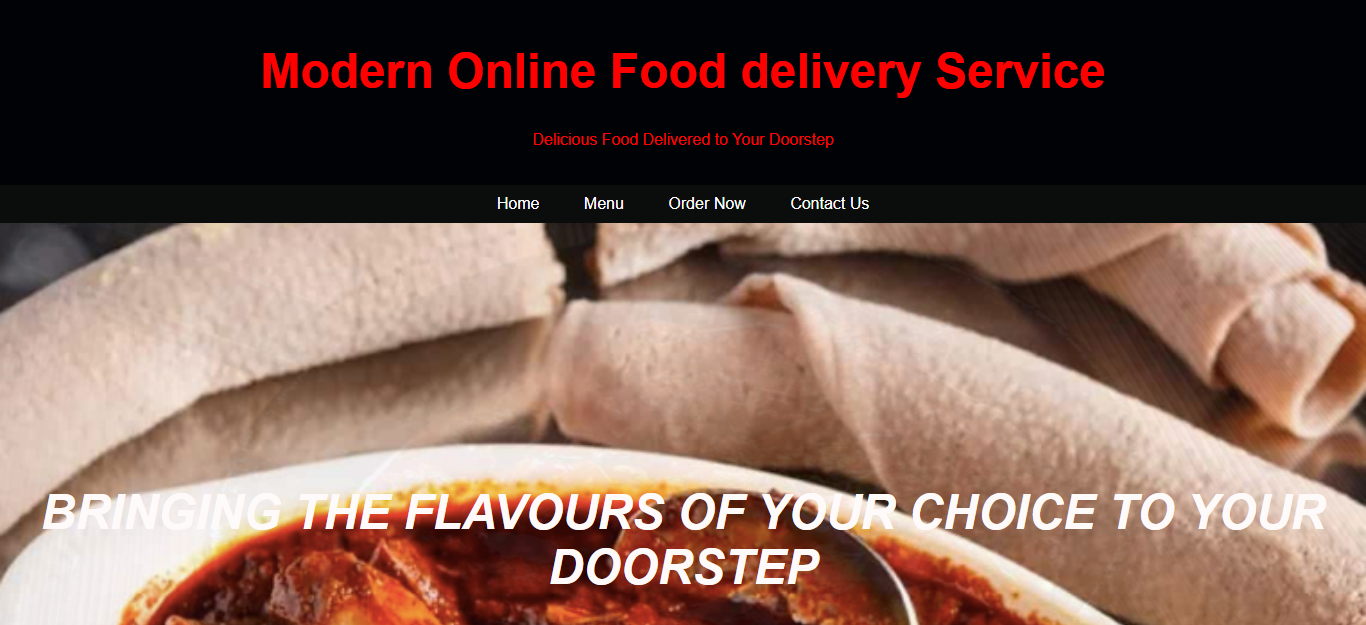 Modern Online Food delivery Service
Delicious Food Delivered to Your Doorstep
Home Menu Order Now Contact Us
BRINGING THE FLAVOURS OF YOUR CHOICE TO YOUR
DOORSTEP